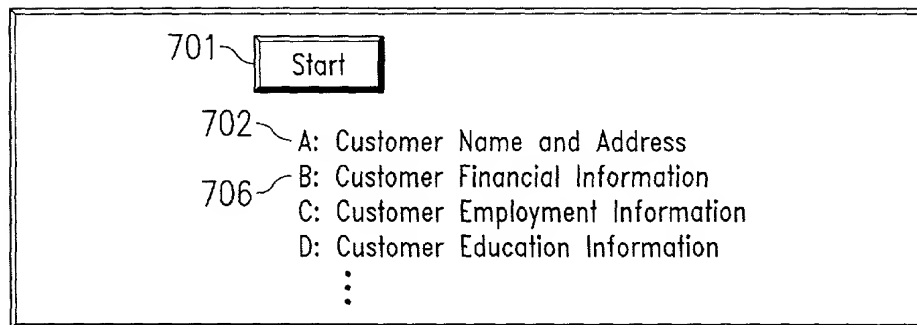 701 Start
702 A: Customer Name and Address
706 B: Customer Financial Information
C: Customer Employment Information
D: Customer Education Information